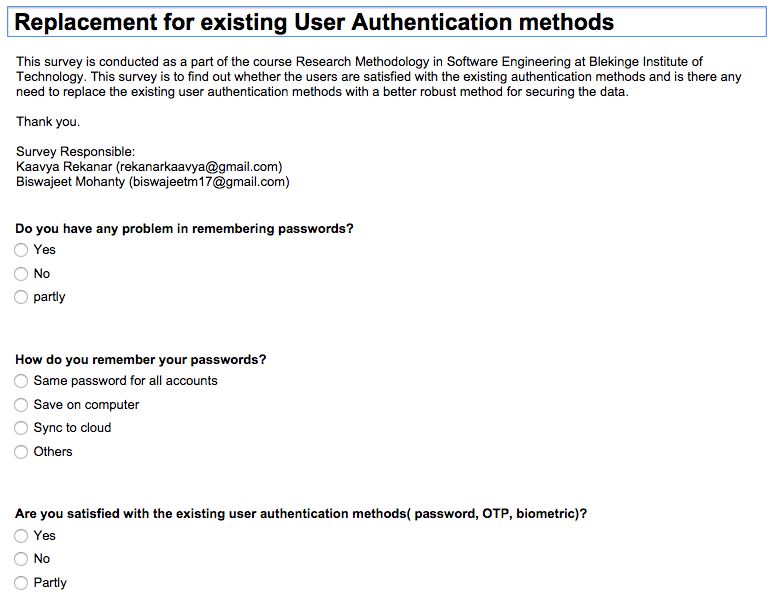 Replacement for existing User Authentication methods
This survey is conducted as a part of the course Research Methodology in Software Engineering at Blekinge Institute of
Technology. This survey is to find out whether the users are satisfied with the existing authentication methods and is there any
need to replace the existing user authentication methods with a better robust method for securing the data.
Thank you.
Survey Responsible:
Kaavya Rekanar (rekanarkaavya@gmail.com)
Biswajeet Mohanty (biswajeetm17@gmail.com)
Do you have any problem in remembering passwords?
Yes
No
partly
How do you remember your passwords?
Same password for all accounts
Save on computer
Sync to cloud
Others
Are you satisfied with the existing user authentication methods( password, OTP, biometric)?
Yes
No
Partly